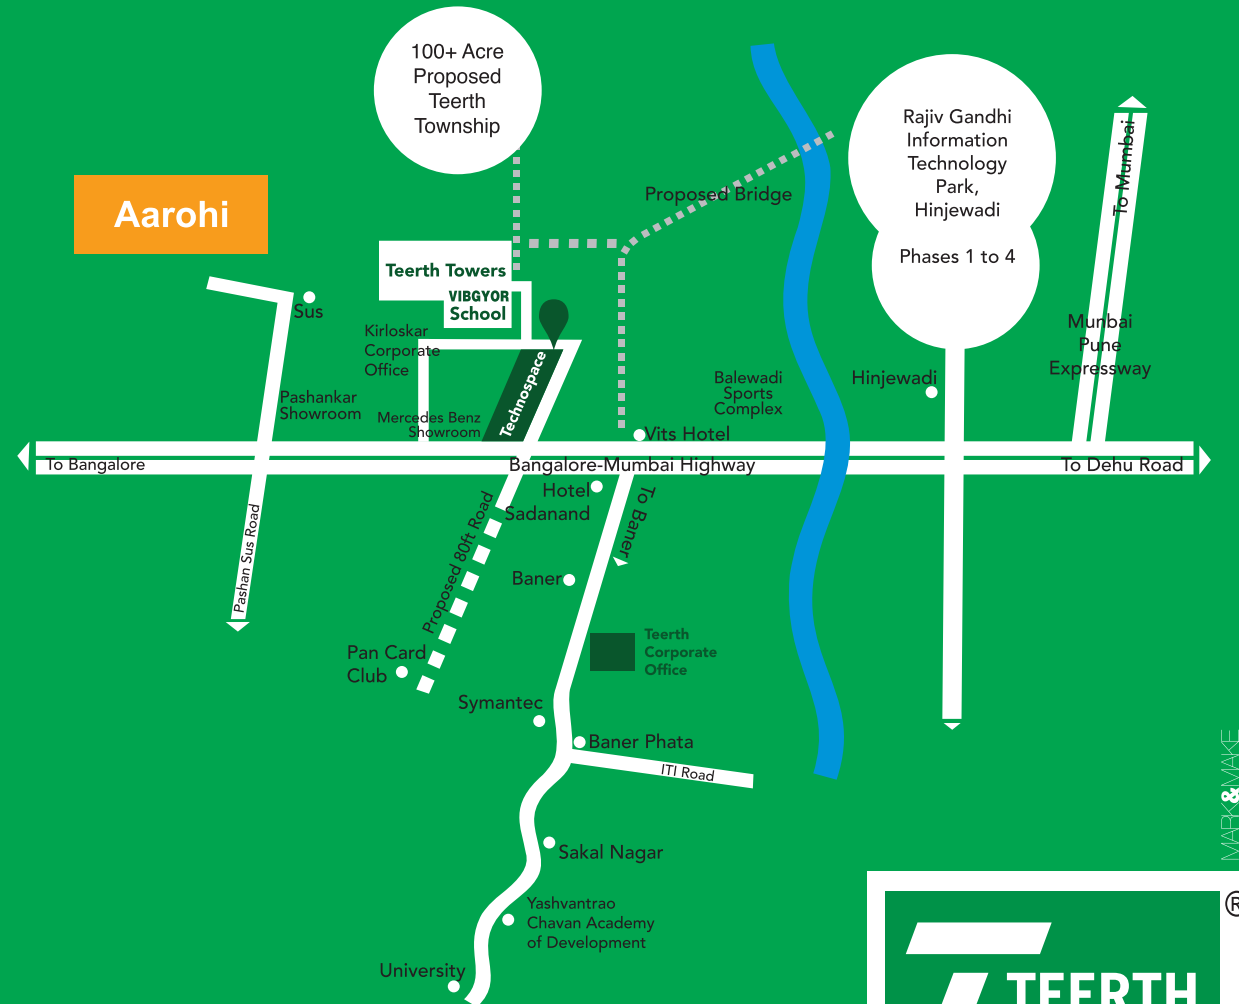 100+ Acre
Proposed
Teerth
Township
Rajiv Gandhi
Information
Technology
Park,
Hinjewadi
Phases 1 to 4
To Mumbai
Proposed Bridge
Aarohi
Teerth Towers
VIBGYOR
School
Sus
Kirloskar
Corporate
Office
Technospace
Munbai
Pune
Expressway
Pashankar
Showroom
Mercedes Benz
Showroom
Balewadi
Sports
Complex
Hinjewadi
Vits Hotel
To Bangalore
Bangalore-Mumbai Highway
To Dehu Road
Hotel
Sadanand
To Baner
Pashan Sus Road
Proposed 80ft Road
Baner
Teerth
Corporate
Office
Pan Card
Club
Symantec
Baner Phata
ITI Road
MARK&MAKE
Sakal Nagar
Yashvantrao
Chavan Academy
of Development
University
®
TEERTH